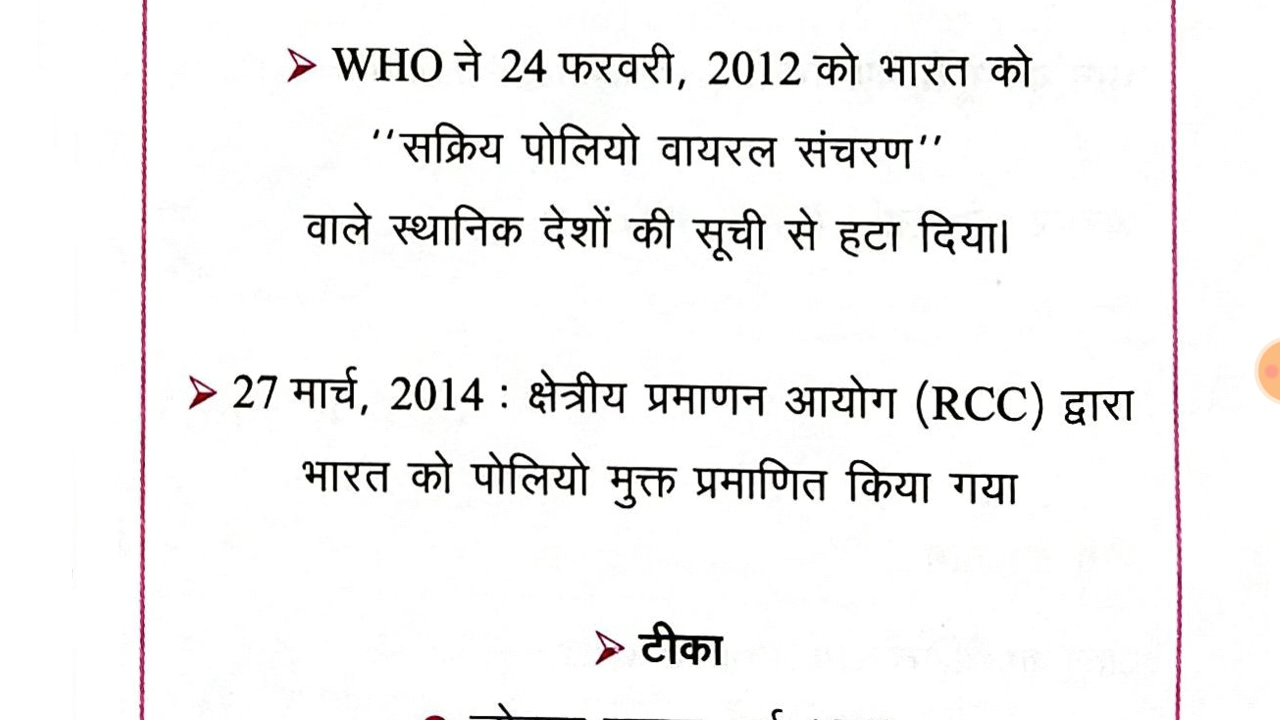 ➢ WHO ने 24 फरवरी, 2012 को भारत को
‘‘सक्रिय पोलियो वायरल संचरण’’
वाले स्थानिक देशों की सूची से हटा दिया।
➢ 27 मार्च, 2014 : क्षेत्रीय प्रमाणन आयोग (RCC) द्वारा
भारत को पोलियो मुक्त प्रमाणित किया गया
➢ टीका